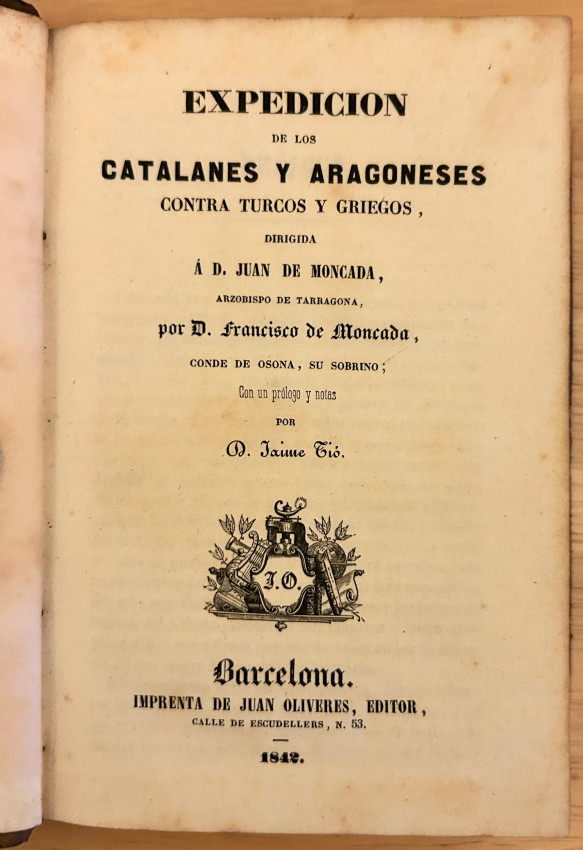 EXPEDICION
DE LOS
CATALANES Y ARAGONESES
CONTRA TURCOS Y GRIEGOS,
DIRIGIDA
Á D. JUAN DE MONCADA,
ARZOBISPO DE TARRAGONA,
por D. Francisco de Moncada,
CONDE DE OSONA, SU SOBRINO;
Con un prólogo y notas
POR
D. Jaime Tió.
J.O.
Barcelona.
IMPRENTA DE JUAN OLIVERES, EDITOR,
CALLE DE ESCUDELLERS, N. 53.
1842.